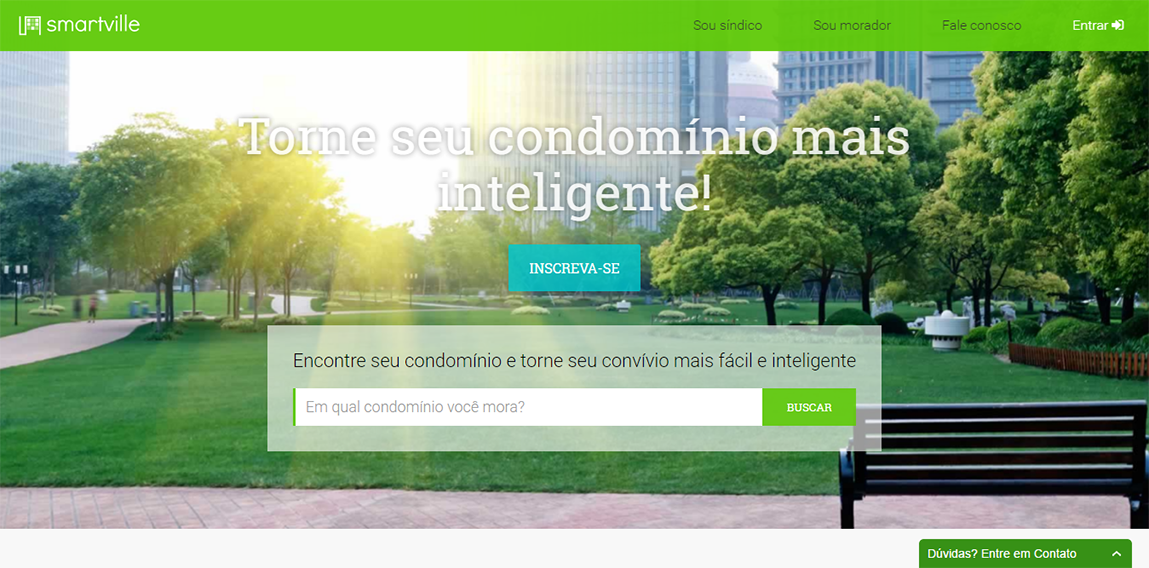 smartville
Sou síndico
Sou morador
Fale conosco
Entrar
Torne seu condomínio mais
inteligente!
INSCREVA-SE
Encontre seu condomínio e torne seu convívio mais fácil e inteligente
Em qual condomínio você mora?
BUSCAR
Dúvidas? Entre em Contato